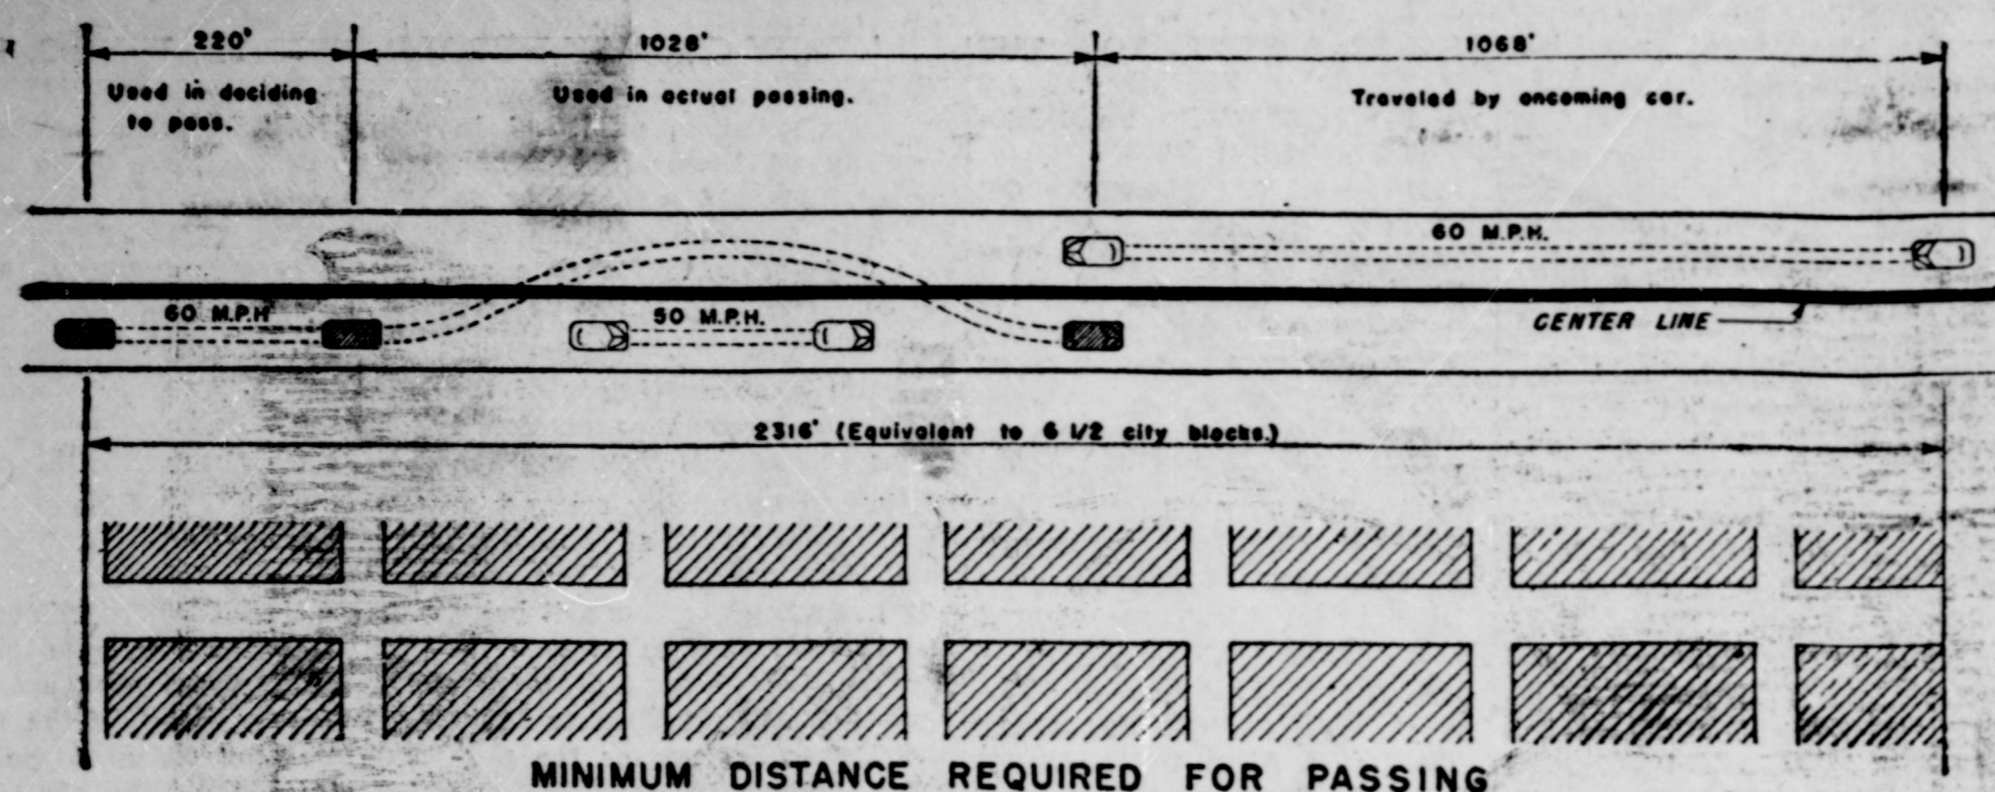 220'
1028'
1068'
Used in deciding
to pass.
Used in actual passing.
Traveled by oncoming car.
60 M.P.H.
60 M.P.H
50 M.P.H.
CENTER LINE
2316' (Equivalent to 6 1/2 city blocks.)
MINIMUM DISTANCE REQUIRED FOR PASSING